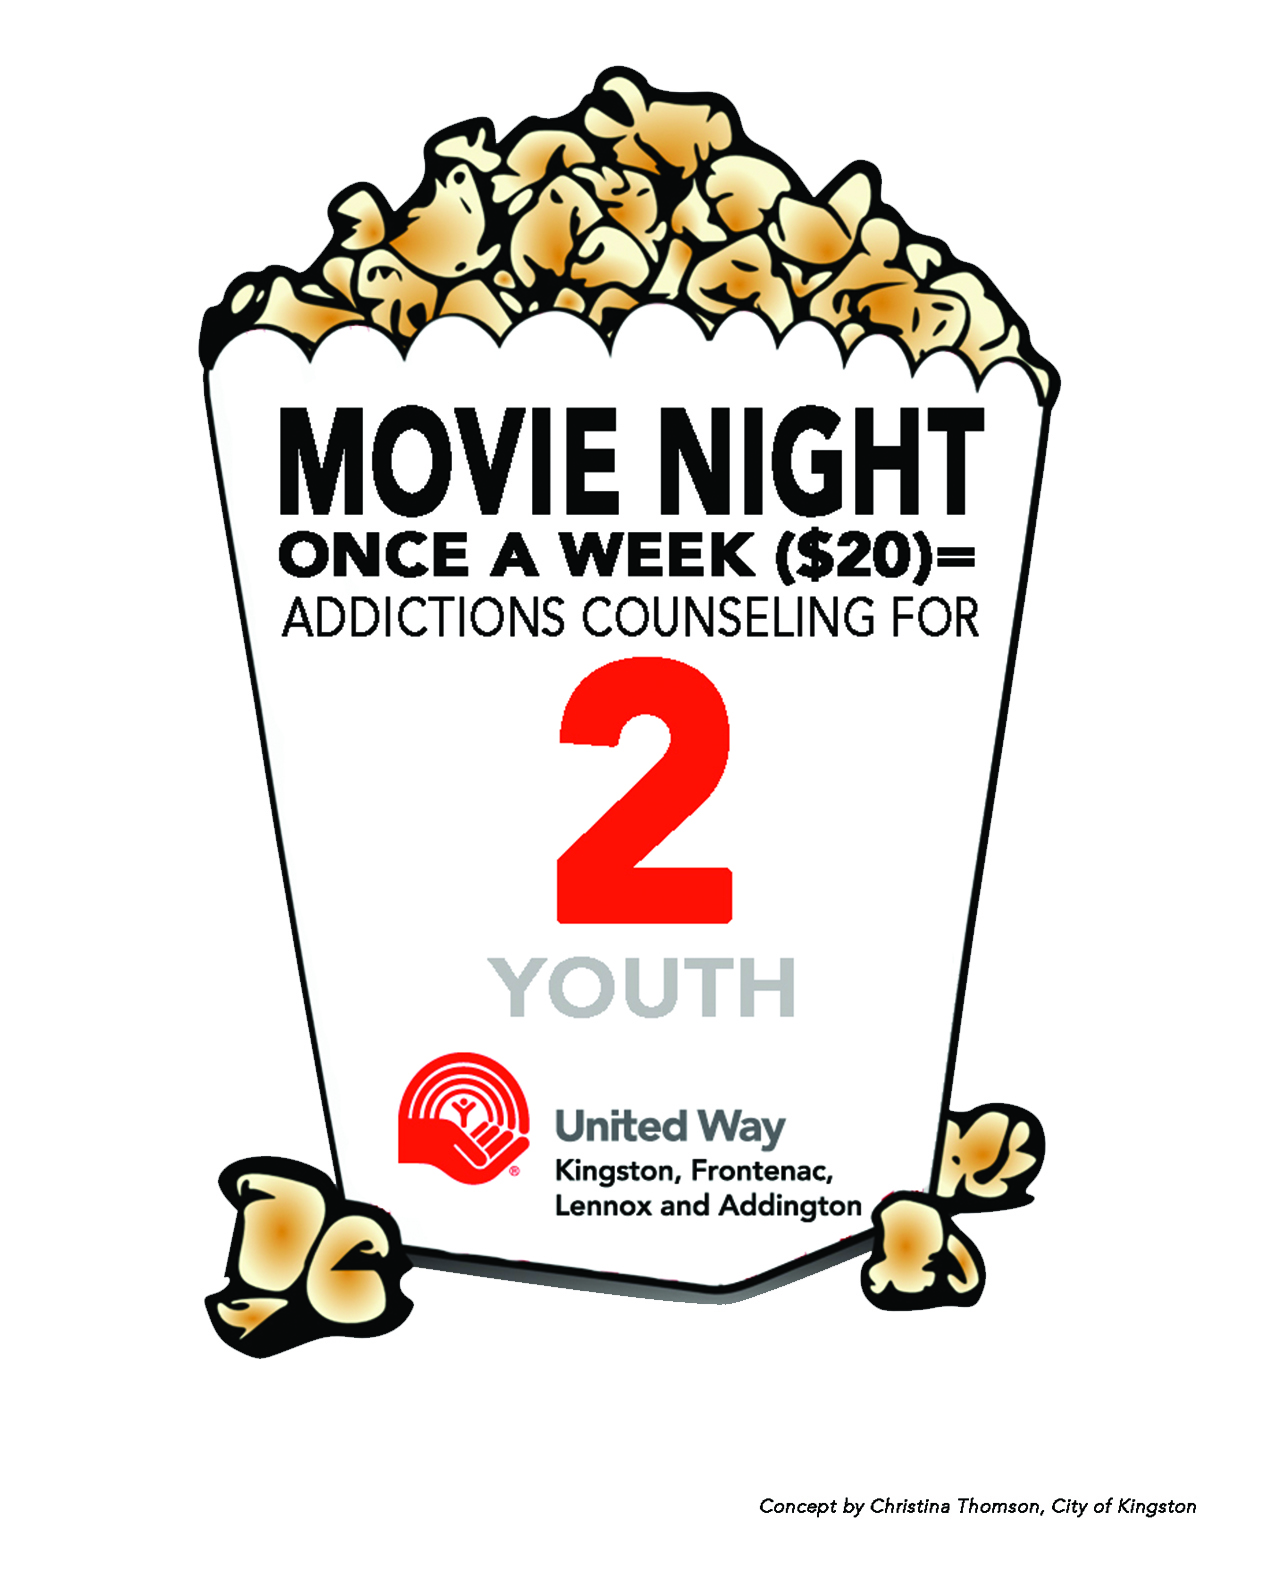 MOVIE NIGHT
ONCE A WEEK ($20)=
ADDICTIONS COUNSELING FOR
2
YOUTH
United Way
Kingston, Frontenac,
Lennox and Addington
®
Concept by Christina Thomson, City of Kingston